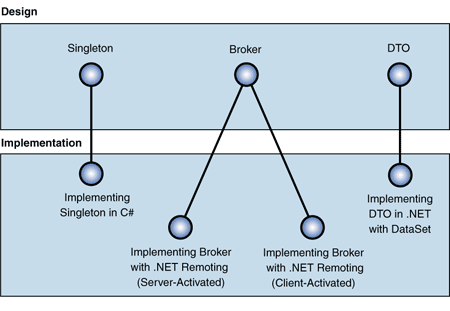 Design
Singleton
Broker
DTO
Implementation
Implementing
Singleton in C#
Implementing
DTO in .NET
with DataSet
Implementing Broker
with .NET Remoting
(Server-Activated)
Implementing Broker
with .NET Remoting
(Client-Activated)